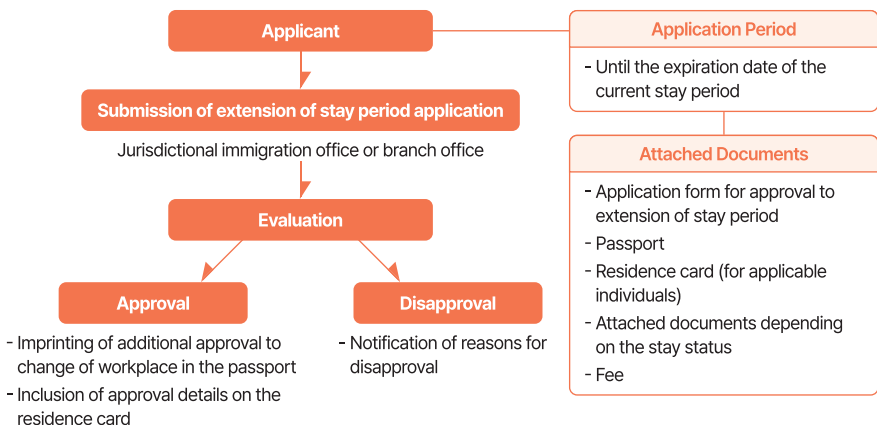 Applicant
Submission of extension of stay period application
Jurisdictional immigration office or branch office
Evaluation
Approval
- Imprinting of additional approval to
change of workplace in the passport
- Inclusion of approval details on the
residence card
Disapproval
- Notification of reasons for
disapproval
Application Period
- Until the expiration date of the
current stay period
Attached Documents
- Application form for approval to
extension of stay period
- Passport
- Residence card (for applicable
individuals)
- Attached documents depending
on the stay status
- Fee